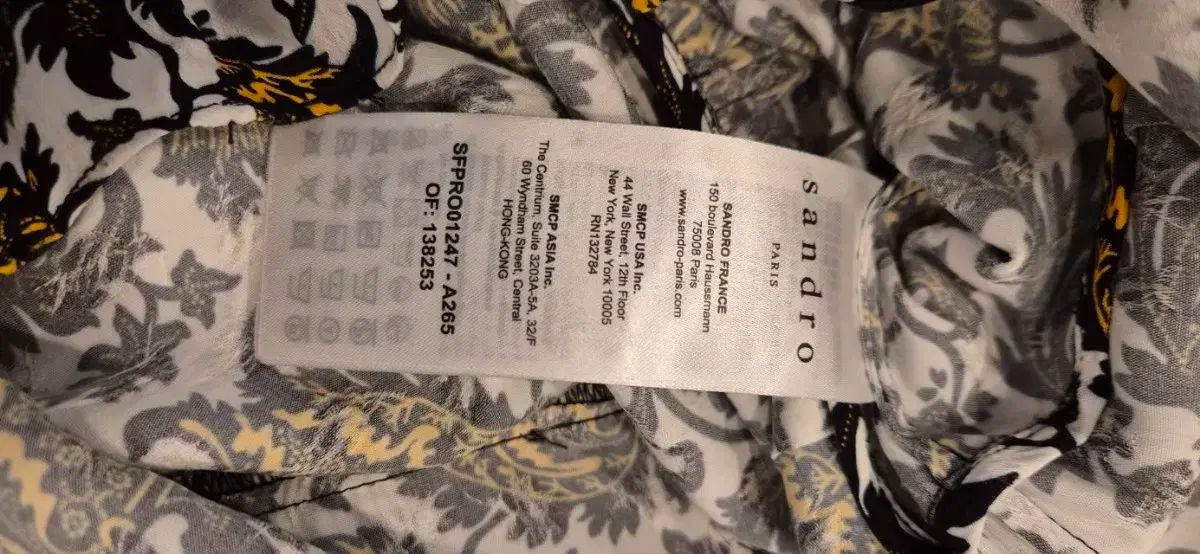 sandro
PARIS
SANDRO FRANCE
150 boulevard Haussmann
75008 Paris
www.sandro-paris.com
SMCP USA Inc.
44 Wall Street, 12th Floor
New York, New York 10005
RN132784
SMCP ASIA Inc.
The Centrium, Suite 3203A-5A, 32/F
60 Wyndham Street, Central
HONG-KONG
SFPRO01247 - A265
OF: 138253